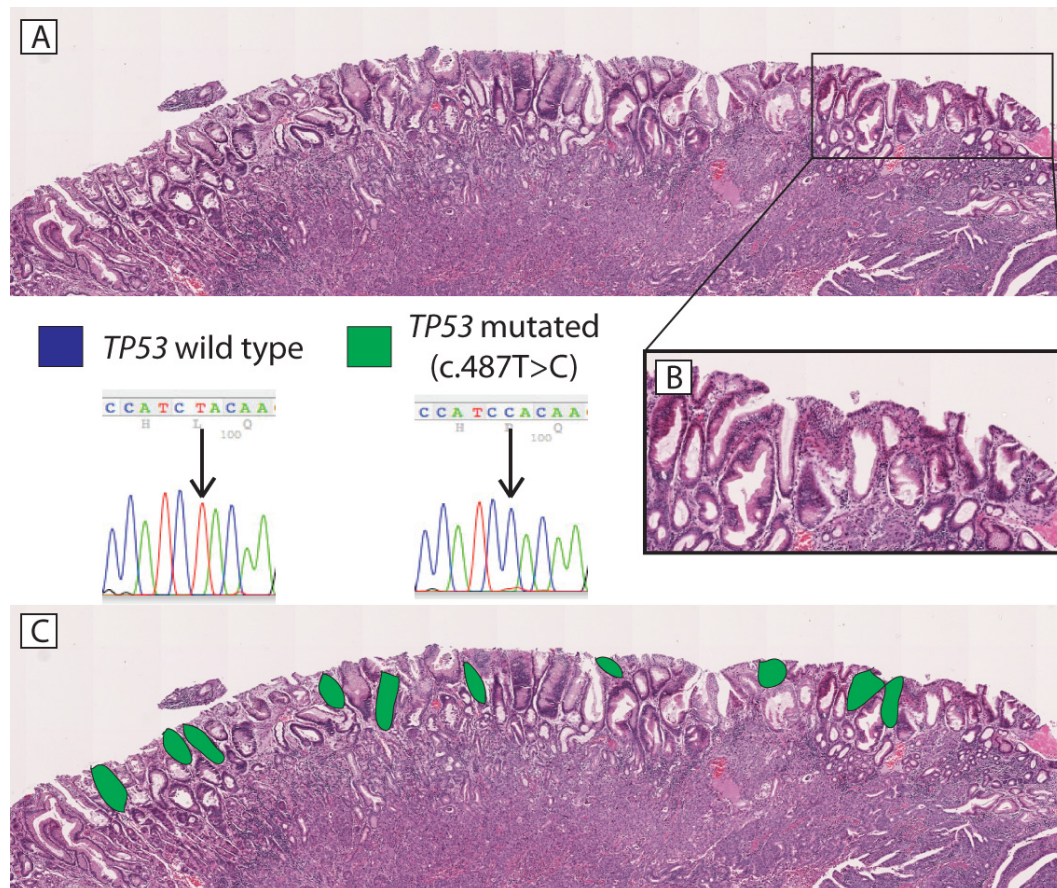 A
TP53 wild type
TP53 mutated
(c.487T>C)
C C A T C T A C A A
H L Q
100
C C A T C C A C A A
H P Q
100
B
C